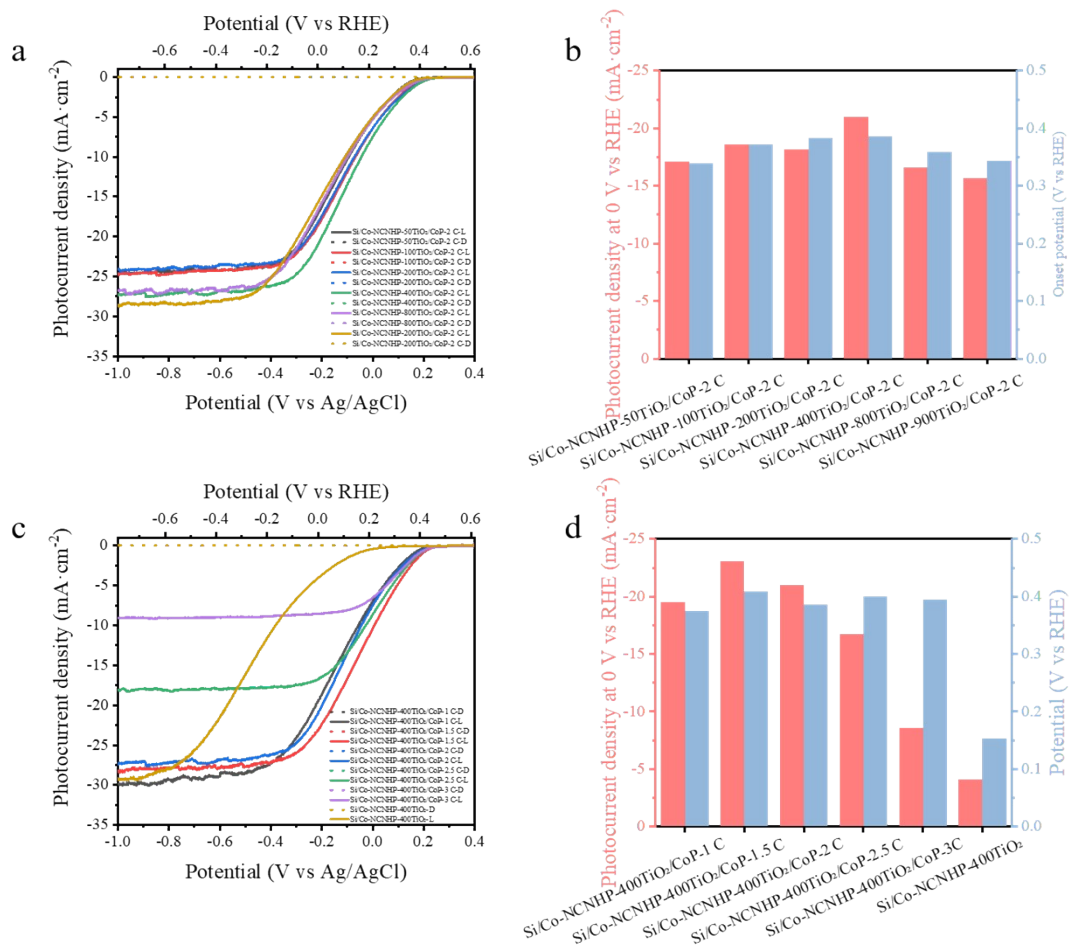 a
Potential (V vs RHE)
-0.6 -0.4 -0.2 0.0 0.2 0.4 0.6
Photocurrent density (mA·cm⁻²)
0
-5
-10
-15
-20
-25
-30
-35
Si/Co-NCNHP-50TiO₂/CoP-2 C-L
Si/Co-NCNHP-50TiO₂/CoP-2 C-D
Si/Co-NCNHP-100TiO₂/CoP-2 C-L
Si/Co-NCNHP-100TiO₂/CoP-2 C-D
Si/Co-NCNHP-200TiO₂/CoP-2 C-L
Si/Co-NCNHP-400TiO₂/CoP-2 C-L
Si/Co-NCNHP-400TiO₂/CoP-2 C-D
Si/Co-NCNHP-800TiO₂/CoP-2 C-L
Si/Co-NCNHP-800TiO₂/CoP-2 C-D
Si/Co-NCNHP-200TiO₂/CoP-2 C-L
Si/Co-NCNHP-200TiO₂/CoP-2 C-D
-1.0 -0.8 -0.6 -0.4 -0.2 0.0 0.2 0.4
Potential (V vs Ag/AgCl)
b
Photocurrent density at 0 V vs RHE (mA·cm⁻²)
-25
-20
-15
-10
-5
0
0.5
0.4
0.3
0.2
0.1
0.0
Onset potential (V vs RHE)
Si/Co-NCNHP-50TiO₂/CoP-2 C
Si/Co-NCNHP-100TiO₂/CoP-2 C
Si/Co-NCNHP-200TiO₂/CoP-2 C
Si/Co-NCNHP-400TiO₂/CoP-2 C
Si/Co-NCNHP-800TiO₂/CoP-2 C
Si/Co-NCNHP-900TiO₂/CoP-2 C
c
Potential (V vs RHE)
-0.6 -0.4 -0.2 0.0 0.2 0.4 0.6
Photocurrent density (mA·cm⁻²)
0
-5
-10
-15
-20
-25
-30
-35
Si/Co-NCNHP-400TiO₂/CoP-1 C-D
Si/Co-NCNHP-400TiO₂/CoP-1 C-L
Si/Co-NCNHP-400TiO₂/CoP-1.5 C-D
Si/Co-NCNHP-400TiO₂/CoP-1.5 C-L
Si/Co-NCNHP-400TiO₂/CoP-2 C-D
Si/Co-NCNHP-400TiO₂/CoP-2 C-L
Si/Co-NCNHP-400TiO₂/CoP-2.5 C-D
Si/Co-NCNHP-400TiO₂/CoP-2.5 C-L
Si/Co-NCNHP-400TiO₂/CoP-3 C-D
Si/Co-NCNHP-400TiO₂/CoP-3 C-L
Si/Co-NCNHP-400TiO₂-D
Si/Co-NCNHP-400TiO₂-L
-1.0 -0.8 -0.6 -0.4 -0.2 0.0 0.2 0.4
Potential (V vs Ag/AgCl)
d
Photocurrent density at 0 V vs RHE (mA·cm⁻²)
-25
-20
-15
-10
-5
0
0.5
0.4
0.3
0.2
0.1
0.0
Potential (V vs RHE)
Si/Co-NCNHP-400TiO₂/CoP-1 C
Si/Co-NCNHP-400TiO₂/CoP-1.5 C
Si/Co-NCNHP-400TiO₂/CoP-2 C
Si/Co-NCNHP-400TiO₂/CoP-2.5C
Si/Co-NCNHP-400TiO₂/CoP-3C
Si/Co-NCNHP-400TiO₂